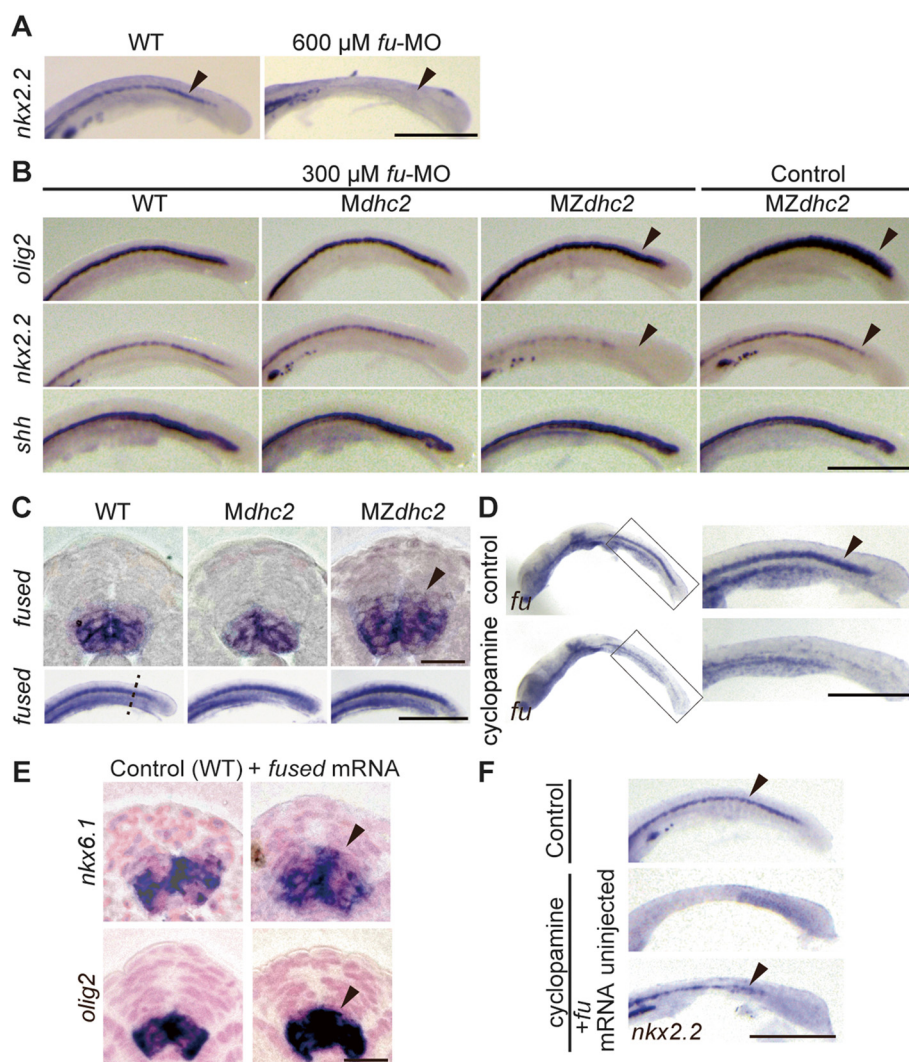 A
WT 600 µM fu-MO
nkx2.2
B
300 µM fu-MO Control
WT Mdhc2 MZdhc2 MZdhc2
olig2
nkx2.2
shh
C
WT Mdhc2 MZdhc2
fused
fused
D
control
fu
cyclopamine
fu
E
Control (WT) + fused mRNA
nkx6.1
olig2
F
Control
cyclopamine
uninjected
+fu
mRNA
nkx2.2